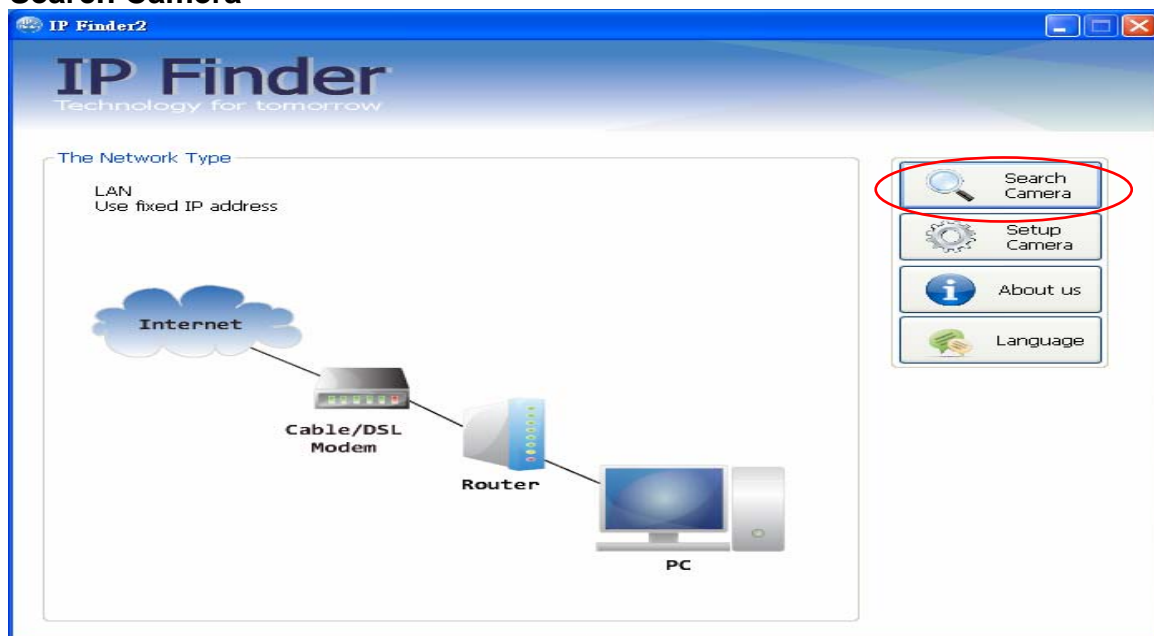 Search Camera
IP Finder2
IP Finder
Technology for tomorrow
The Network Type
LAN
Use fixed IP address
Internet
Cable/DSL
Modem
Router
PC
Search
Camera
Setup
Camera
About us
Language